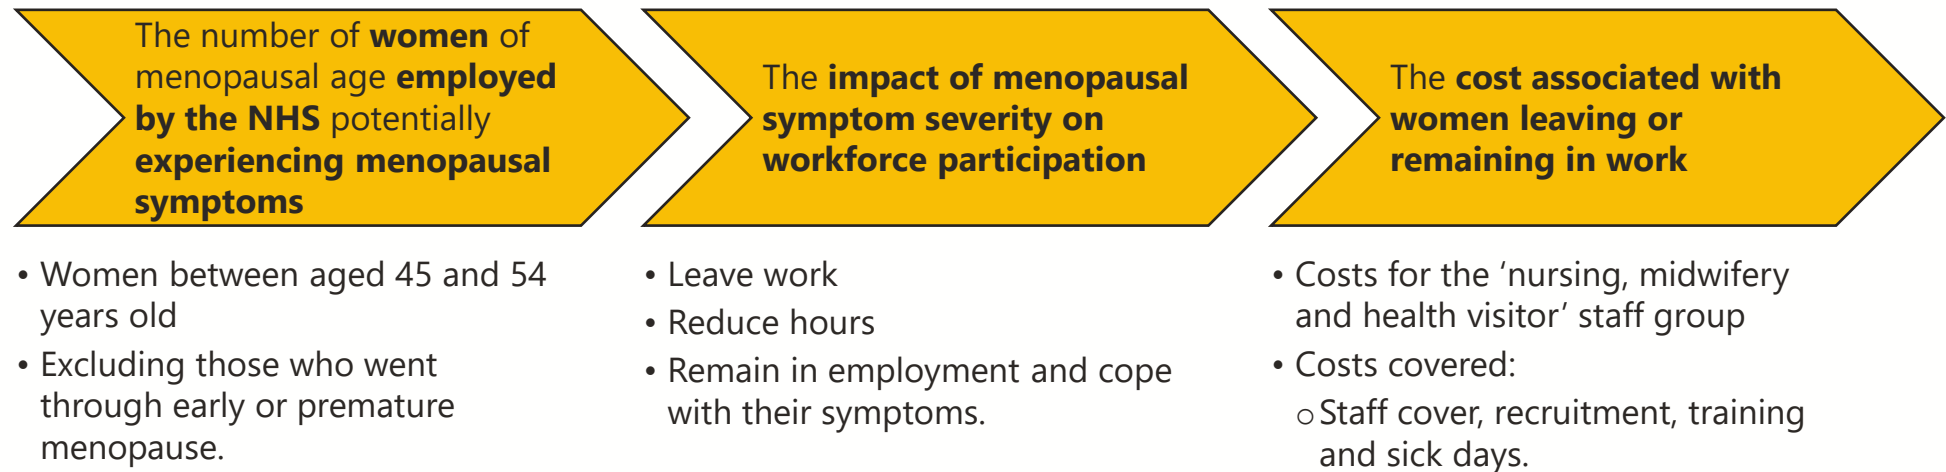 The number of women of
menopausal age employed
by the NHS potentially
experiencing menopausal
symptoms
• Women between aged 45 and 54
years old
• Excluding those who went
through early or premature
menopause.
The impact of menopausal
symptom severity on
workforce participation
• Leave work
• Reduce hours
• Remain in employment and cope
with their symptoms.
The cost associated with
women leaving or
remaining in work
• Costs for the ‘nursing, midwifery
and health visitor’ staff group
• Costs covered:
o Staff cover, recruitment, training
and sick days.